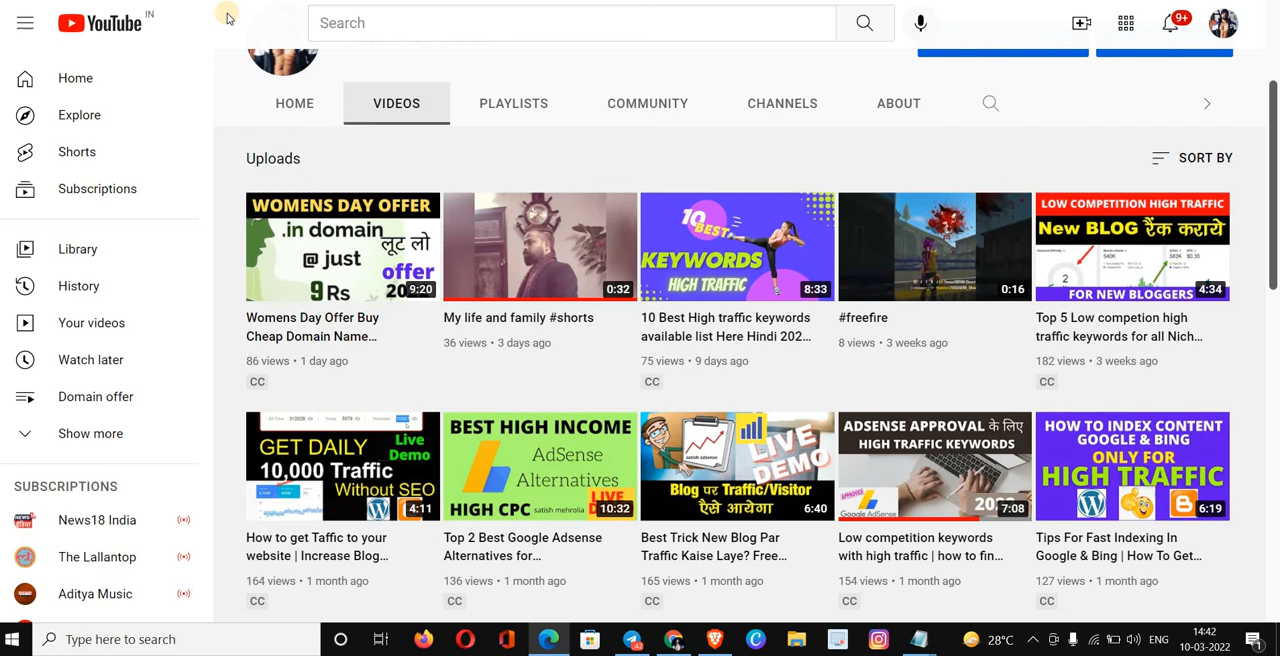 YouTube IN
Search
9+
Home
Explore
Shorts
Subscriptions
Library
History
Your videos
Watch later
Domain offer
Show more
SUBSCRIPTIONS
News18 India
The Lallantop
Aditya Music
HOME VIDEOS PLAYLISTS COMMUNITY CHANNELS ABOUT
Uploads
SORT BY
WOMENS DAY OFFER
.in domain
@ just लूट लो
offer
9Rs
9:20
Womens Day Offer Buy
Cheap Domain Name...
86 views • 1 day ago
CC
0:32
My life and family #shorts
36 views • 3 days ago
10
BEST
KEYWORDS
HIGH TRAFFIC
8:33
10 Best High traffic keywords
available list Here Hindi 202...
75 views • 9 days ago
CC
0:16
#freefire
8 views • 3 weeks ago
LOW COMPETITION HIGH TRAFFIC
New BLOG रैंक कराये
2
FOR NEW BLOGGERS
4:34
Top 5 Low competion high
traffic keywords for all Nich...
182 views • 3 weeks ago
CC
GET DAILY Live
Demo
10,000 Traffic
Without SEO
4:11
How to get Taffic to your
website | Increase Blog...
164 views • 1 month ago
CC
BEST HIGH INCOME
AdSense
Alternatives
LIVE
HIGH CPC satish mehrolia
10:32
Top 2 Best Google Adsense
Alternatives for...
136 views • 1 month ago
CC
LIVE
DEMO
satish adsense
Blog पर Traffic/Visitor
ऐसे आयेगा
6:40
Best Trick New Blog Par
Traffic Kaise Laye? Free...
165 views • 1 month ago
CC
ADSENSE APPROVAL के लिए
HIGH TRAFFIC KEYWORDS
Google AdSense
7:08
Low competition keywords
with high traffic | how to fin...
154 views • 1 month ago
CC
HOW TO INDEX CONTENT
GOOGLE & BING
ONLY FOR
HIGH TRAFFIC
6:19
Tips For Fast Indexing In
Google & Bing | How To Get...
127 views • 1 month ago
CC
Type here to search
28°C
ENG
14:42
10-03-2022
1